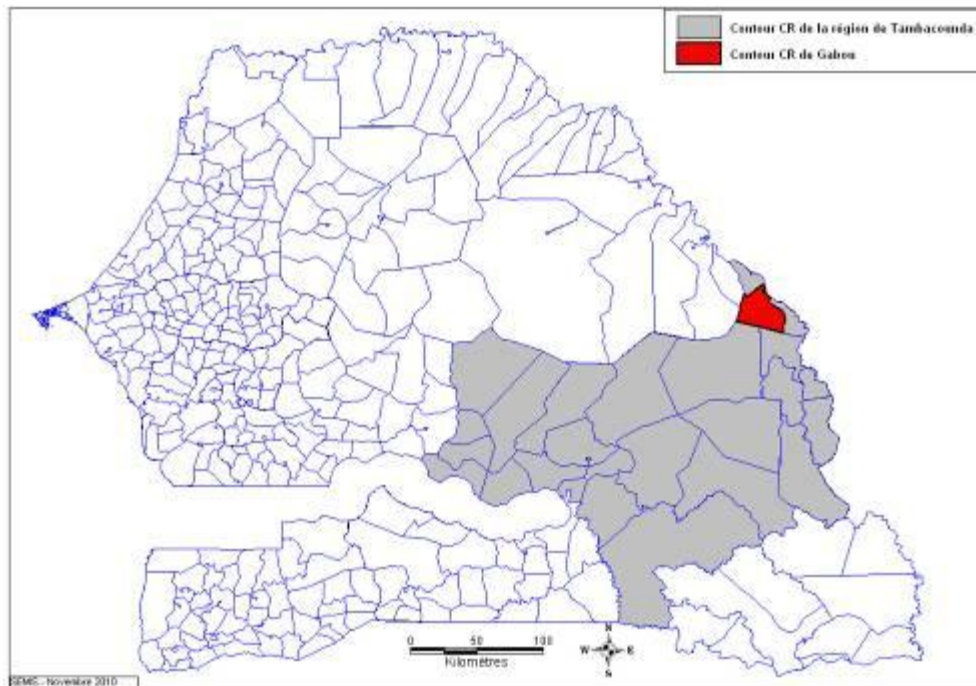 Contour CR de la région de Tambacounda
Contour CR de Gabou
N
W
E
S
0 50 100
Kilomètres
SEMIS - Novembre 2010